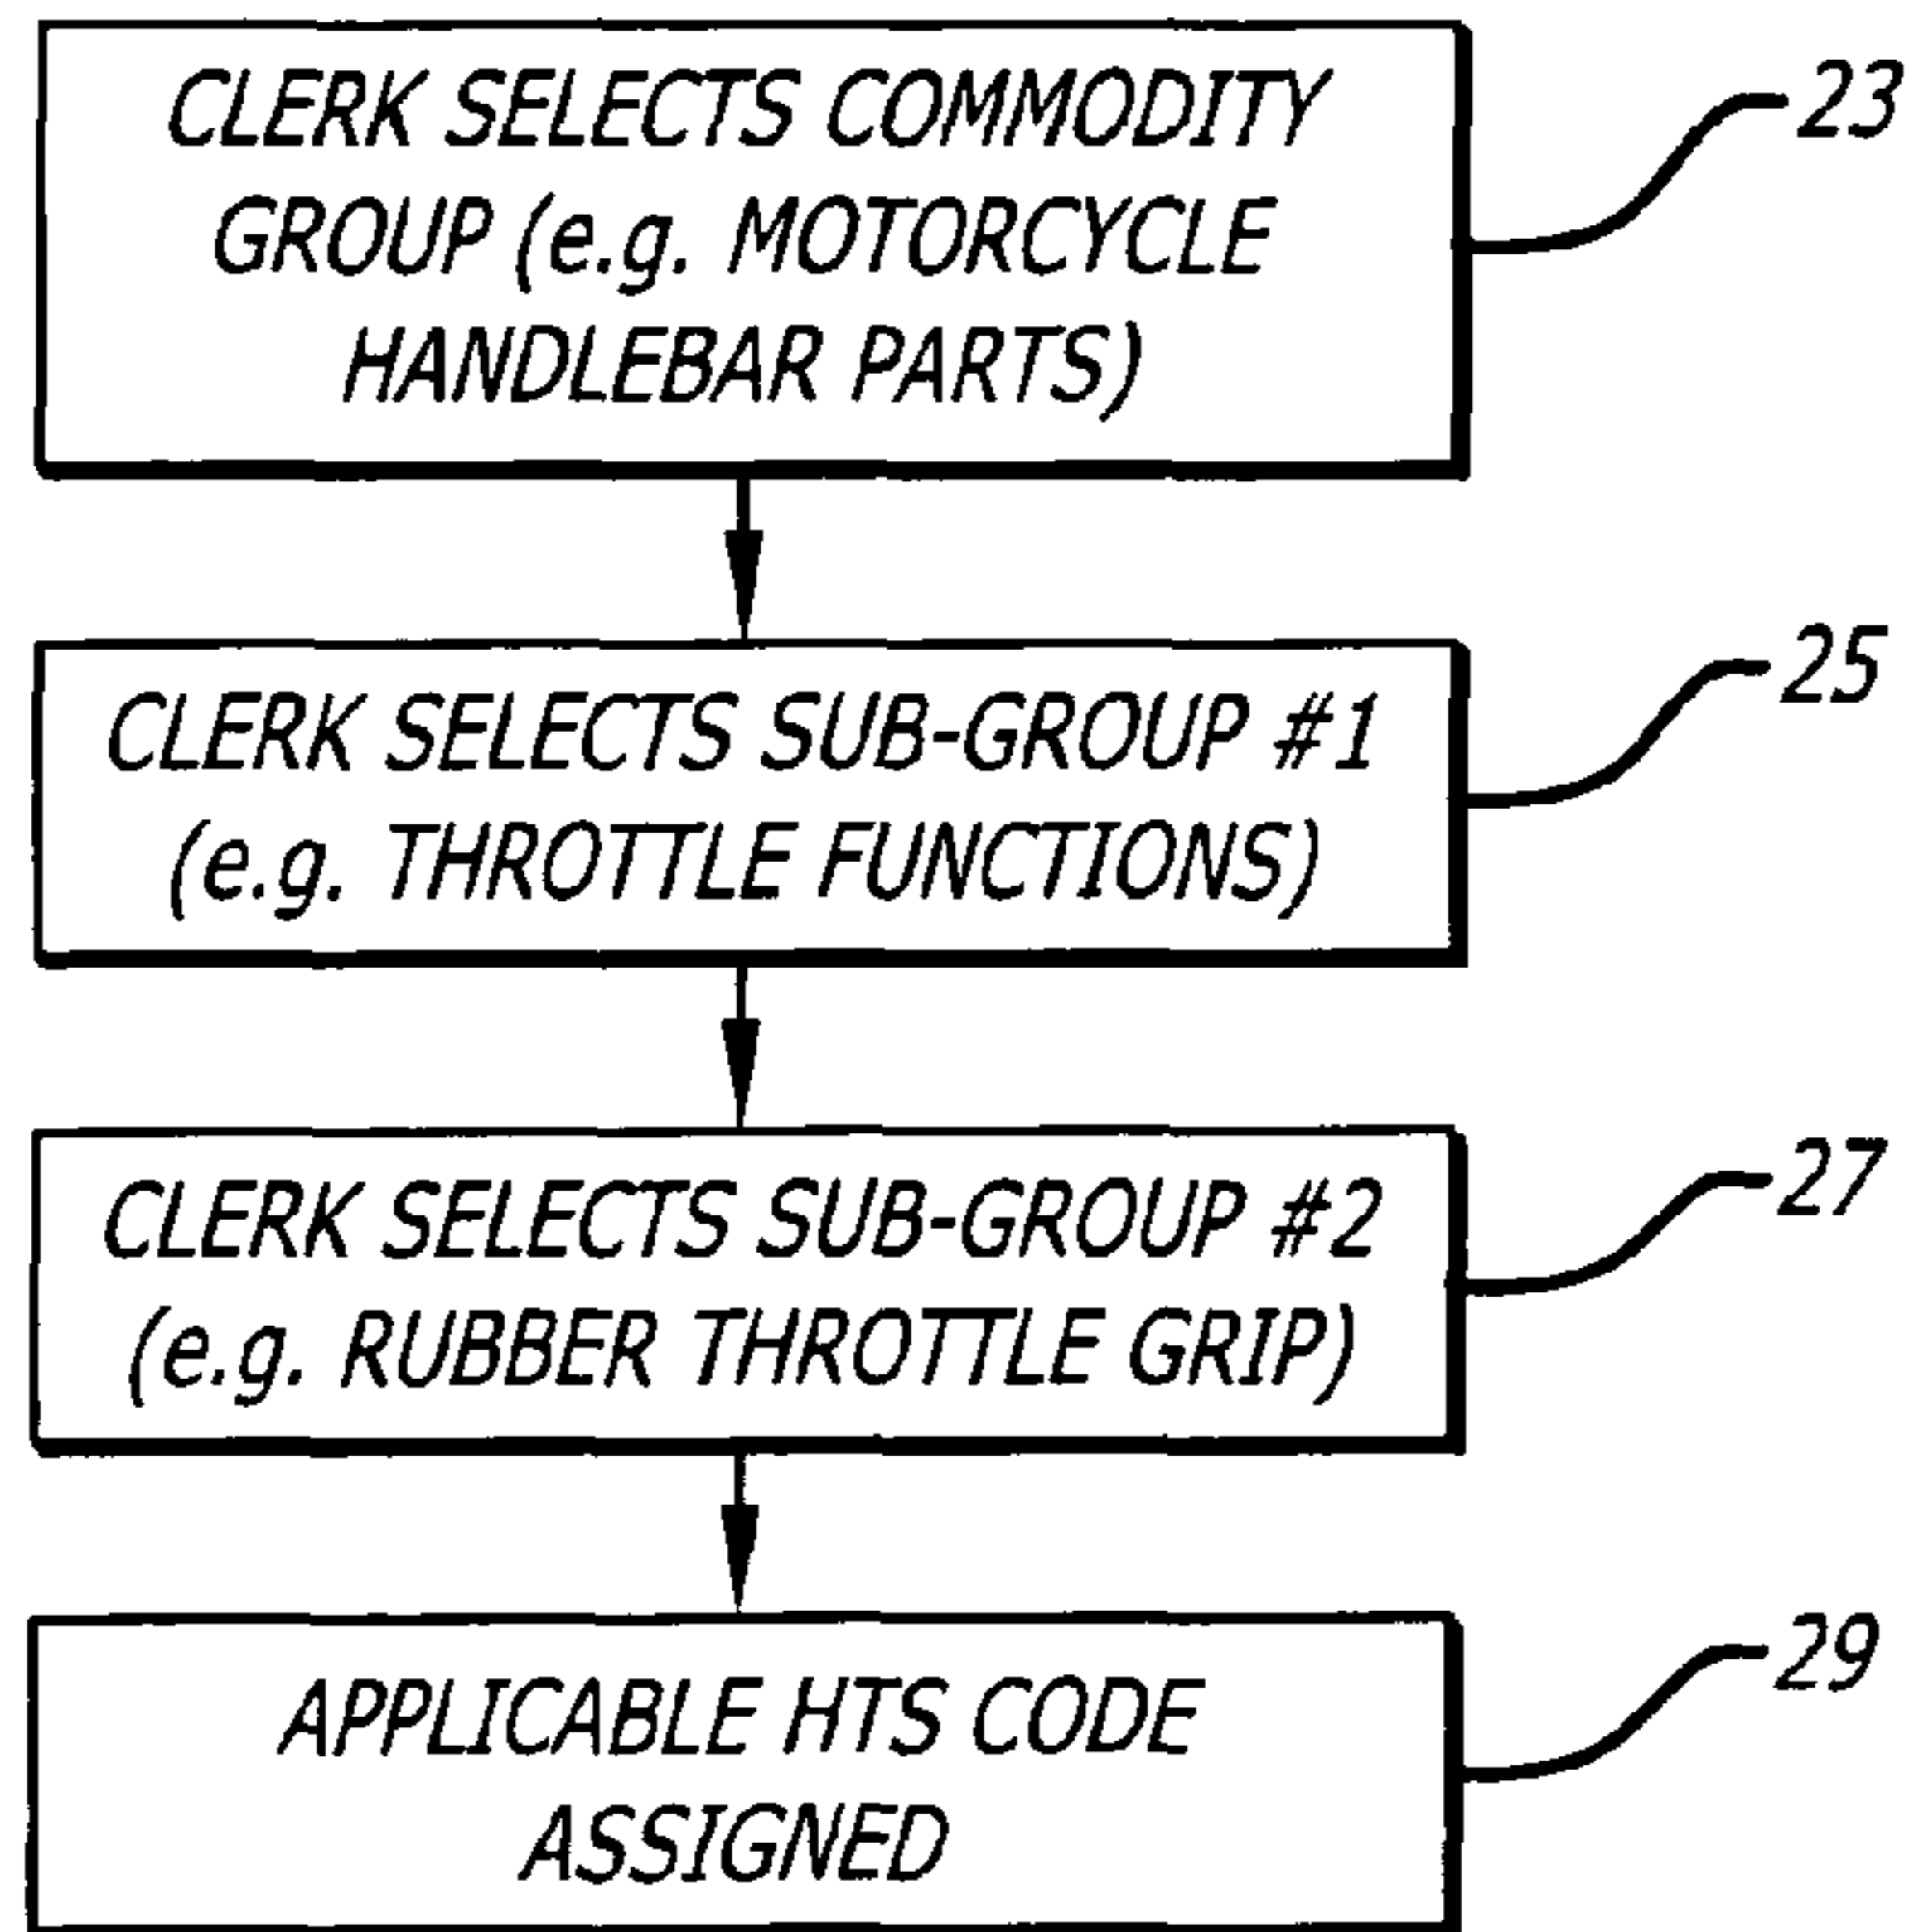 CLERK SELECTS COMMODITY
GROUP (e.g. MOTORCYCLE
HANDLEBAR PARTS)
23
CLERK SELECTS SUB-GROUP #1
(e.g. THROTTLE FUNCTIONS)
25
CLERK SELECTS SUB-GROUP #2
(e.g. RUBBER THROTTLE GRIP)
27
APPLICABLE HTS CODE
ASSIGNED
29